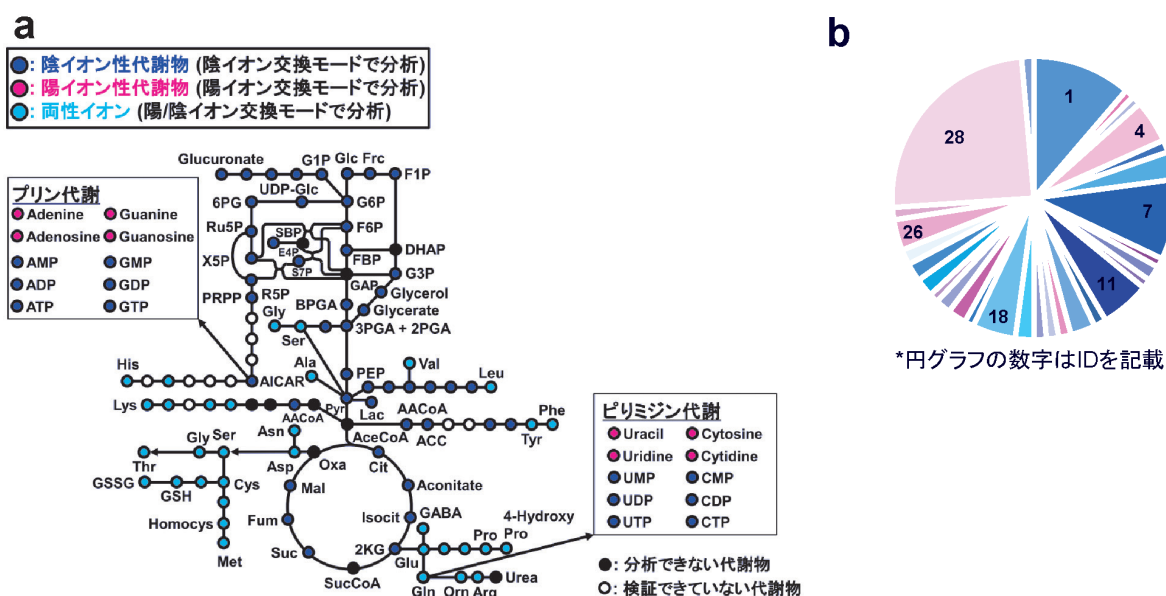 a
●: 陰イオン性代謝物 (陰イオン交換モードで分析)
●: 陽イオン性代謝物 (陽イオン交換モードで分析)
●: 両性イオン (陽/陰イオン交換モードで分析)
プリン代謝
Adenine Guanine
Adenosine Guanosine
AMP GMP
ADP GDP
ATP GTP
Glucuronate G1P Glc Frc F1P
UDP-Glc
6PG G6P
Ru5P SBP F6P
E4P DHAP
X5P S7P FBP
GAP G3P
PRPP R5P BPGA Glycerol
Glycerate
Gly 3PGA + 2PGA
Ser
His Ala Val
AICAR PEP Leu
Lys Pyr Lac
AACoA AACoA Phe
Asn ACC Tyr
AceCoA
Gly Ser Oxa Cit
Thr Asp
GSSG GSH Cys Mal Aconitate
Homocys Fum Isocit GABA 4-Hydroxy
Pro Pro
Met Suc 2KG Glu
SucCoA Gln Orn Arg Urea
ピリミジン代謝
Uracil Cytosine
Uridine Cytidine
UMP CMP
UDP CDP
UTP CTP
●: 分析できない代謝物
○: 検証できていない代謝物
b
1
4
7
11
18
26
28
*円グラフの数字はIDを記載